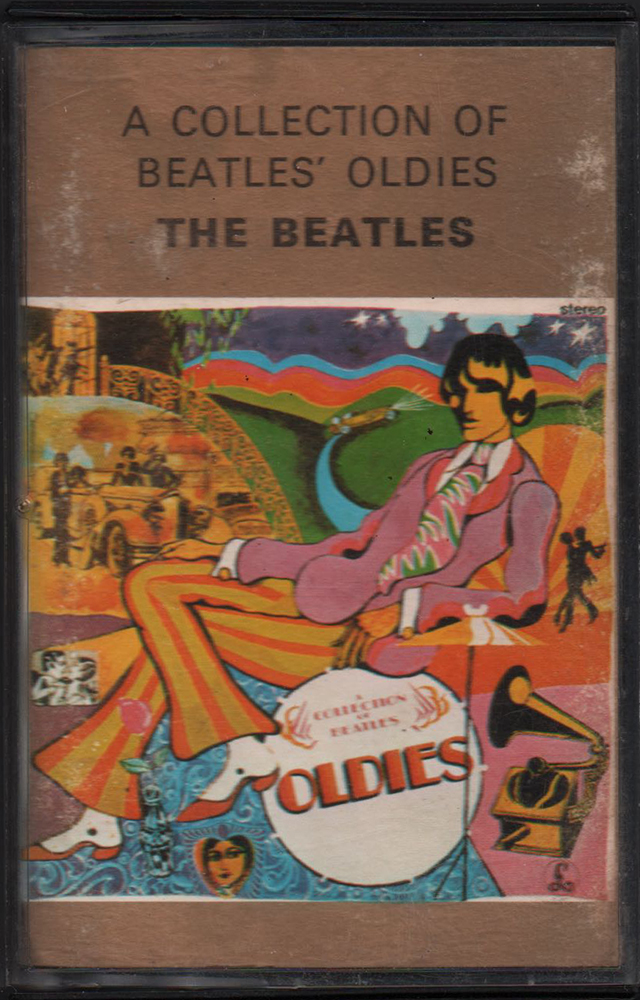 A COLLECTION OF
BEATLES' OLDIES
THE BEATLES
stereo
A
COLLECTION
OF
BEATLES
OLDIES
£